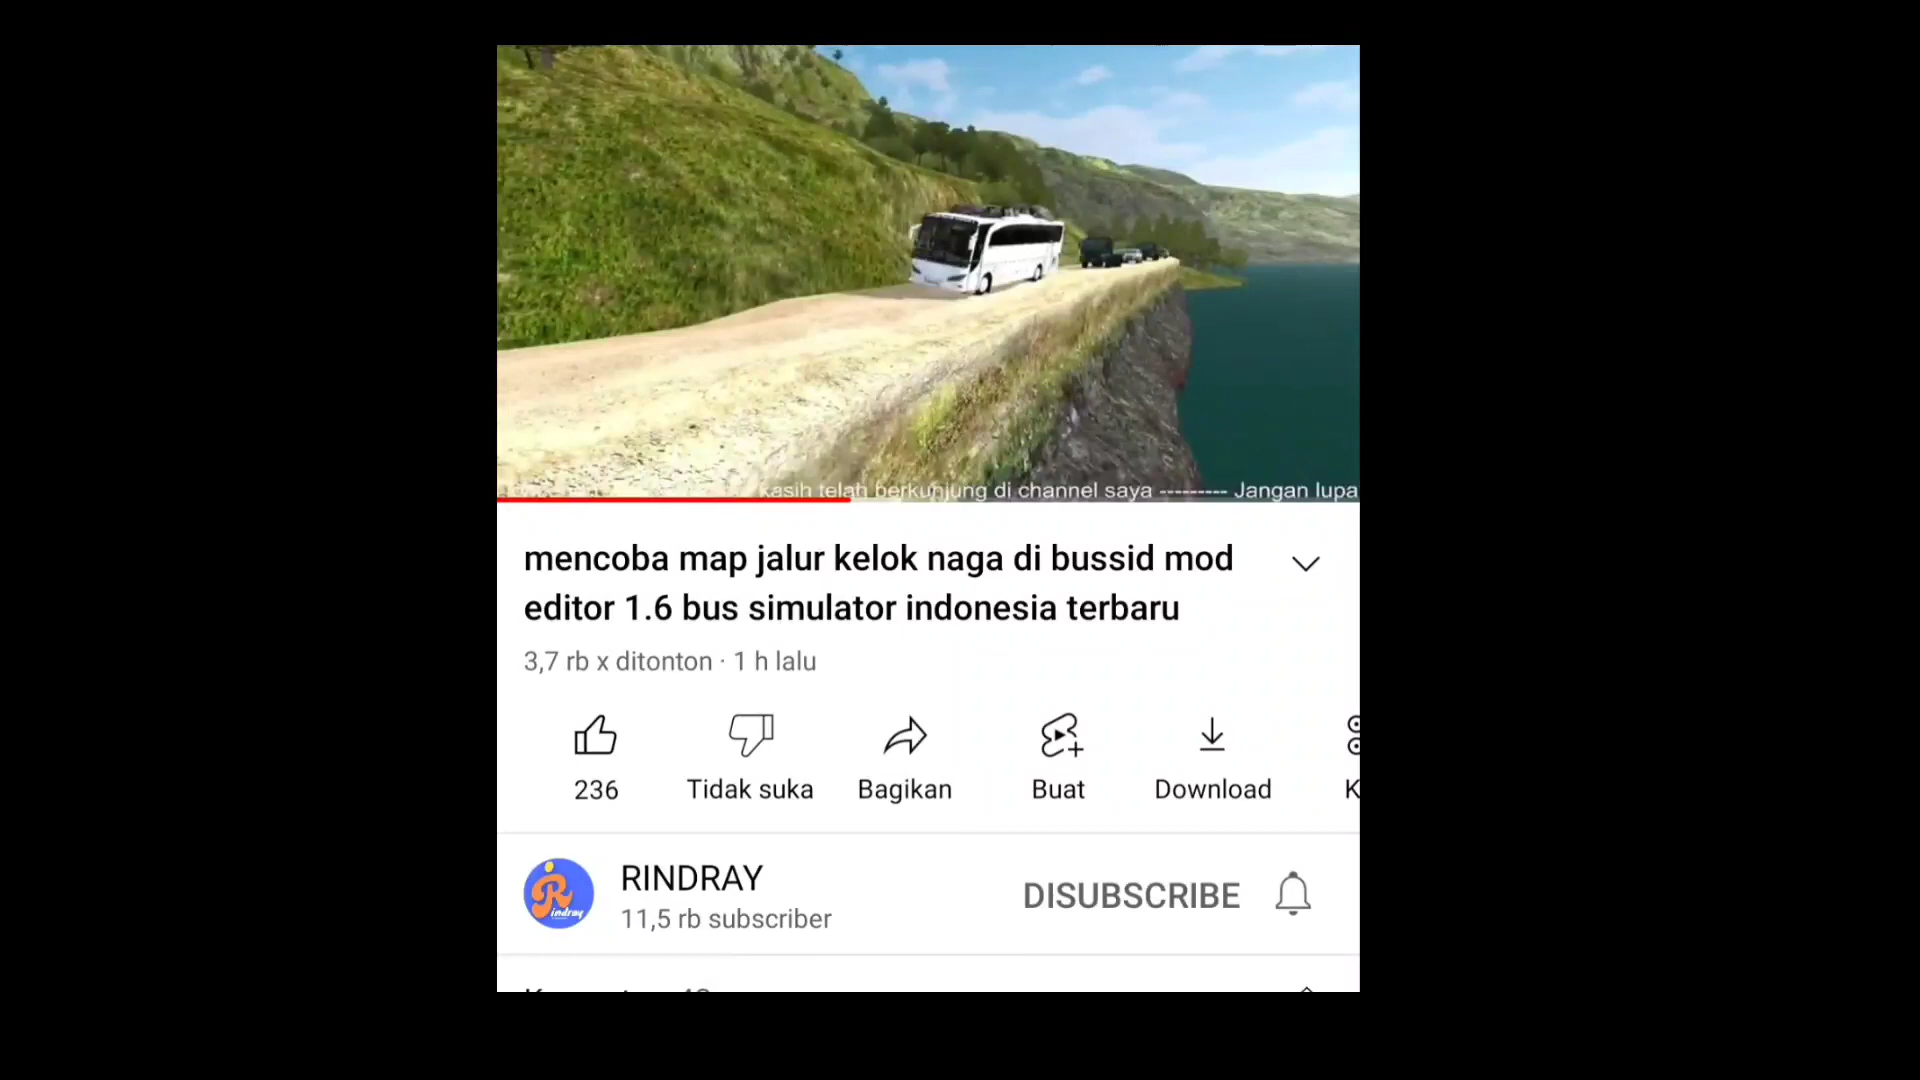 kasih telah berkunjung di channel saya --------- Jangan lupa
mencoba map jalur kelok naga di bussid mod
editor 1.6 bus simulator indonesia terbaru
3,7 rb x ditonton · 1 h lalu
236 Tidak suka Bagikan Buat Download K
Rindray
RINDRAY
11,5 rb subscriber
DISUBSCRIBE